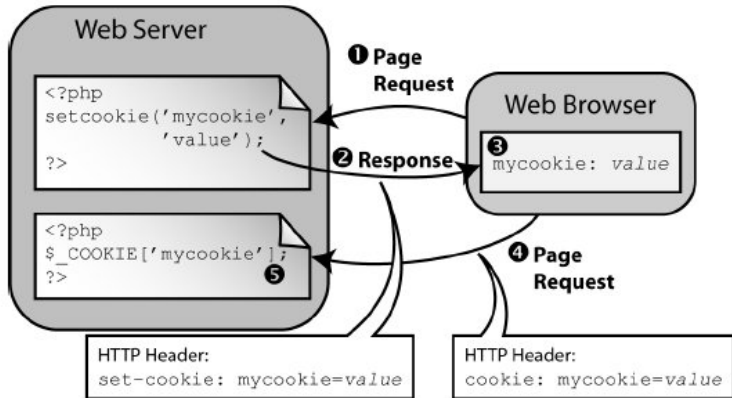 Web Server
<?php
setcookie('mycookie',
'value');
?>
❶ Page
Request
Web Browser
❷ Response
❸
mycookie: value
<?php
$_COOKIE['mycookie'];
?>
❺
❹ Page
Request
HTTP Header:
set-cookie: mycookie=value
HTTP Header:
cookie: mycookie=value